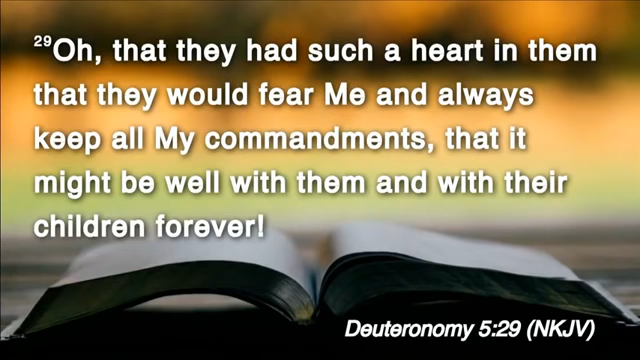 29Oh, that they had such a heart in them
that they would fear Me and always
keep all My commandments, that it
might be well with them and with their
children forever!
Deuteronomy 5:29 (NKJV)